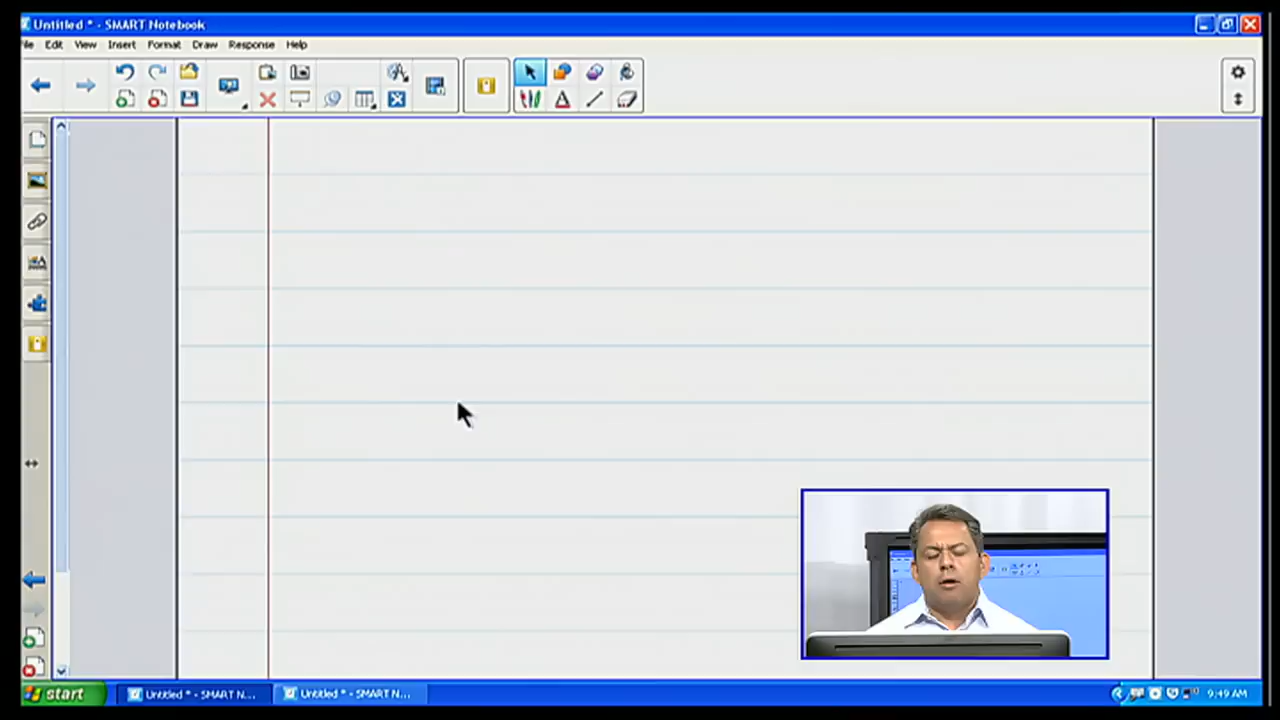 Untitled * - SMART Notebook
File Edit View Insert Format Draw Response Help
start
Untitled * - SMART N...
Untitled * - SMART N...
9:49 AM